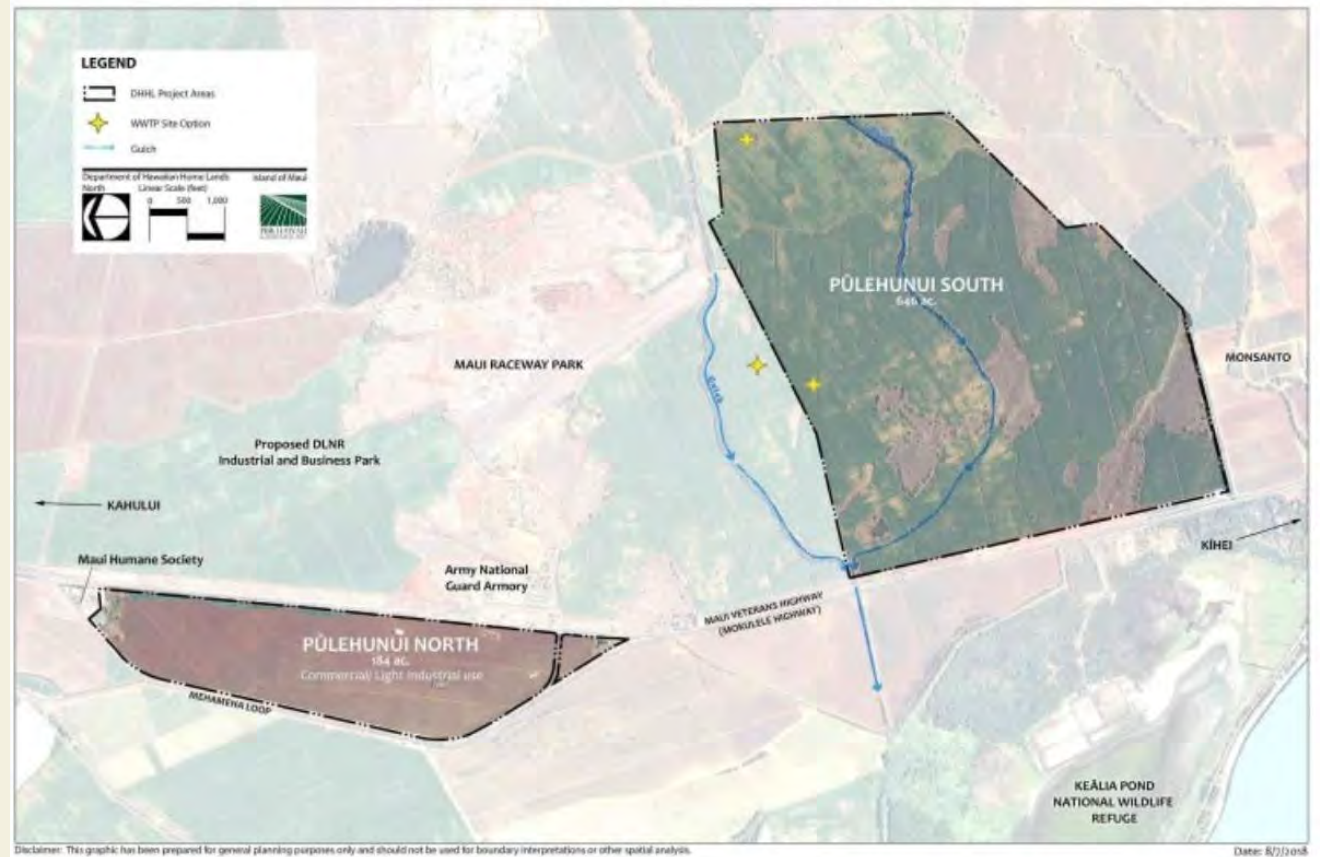 LEGEND
DHHL Project Areas
WWTP Site Option
Gulch
Department of Hawaiian Home Lands
Island of Maui
North
Linear Scale (feet)
0 500 1,000
PŪLEHUNUI SOUTH
646 ac.
MAUI RACEWAY PARK
MONSANTO
Gulch
Proposed DLNR
Industrial and Business Park
KAHULUI
KĪHEI
Maui Humane Society
Army National
Guard Armory
MAUI VETERANS HIGHWAY
(MOKULELE HIGHWAY)
PŪLEHUNUI NORTH
184 ac.
Commercial/Light Industrial use
MEHAMEHA LOOP
KEĀLIA POND
NATIONAL WILDLIFE
REFUGE
Disclaimer: This graphic has been prepared for general planning purposes only and should not be used for boundary interpretations or other spatial analysis.
Date: 8/7/2018